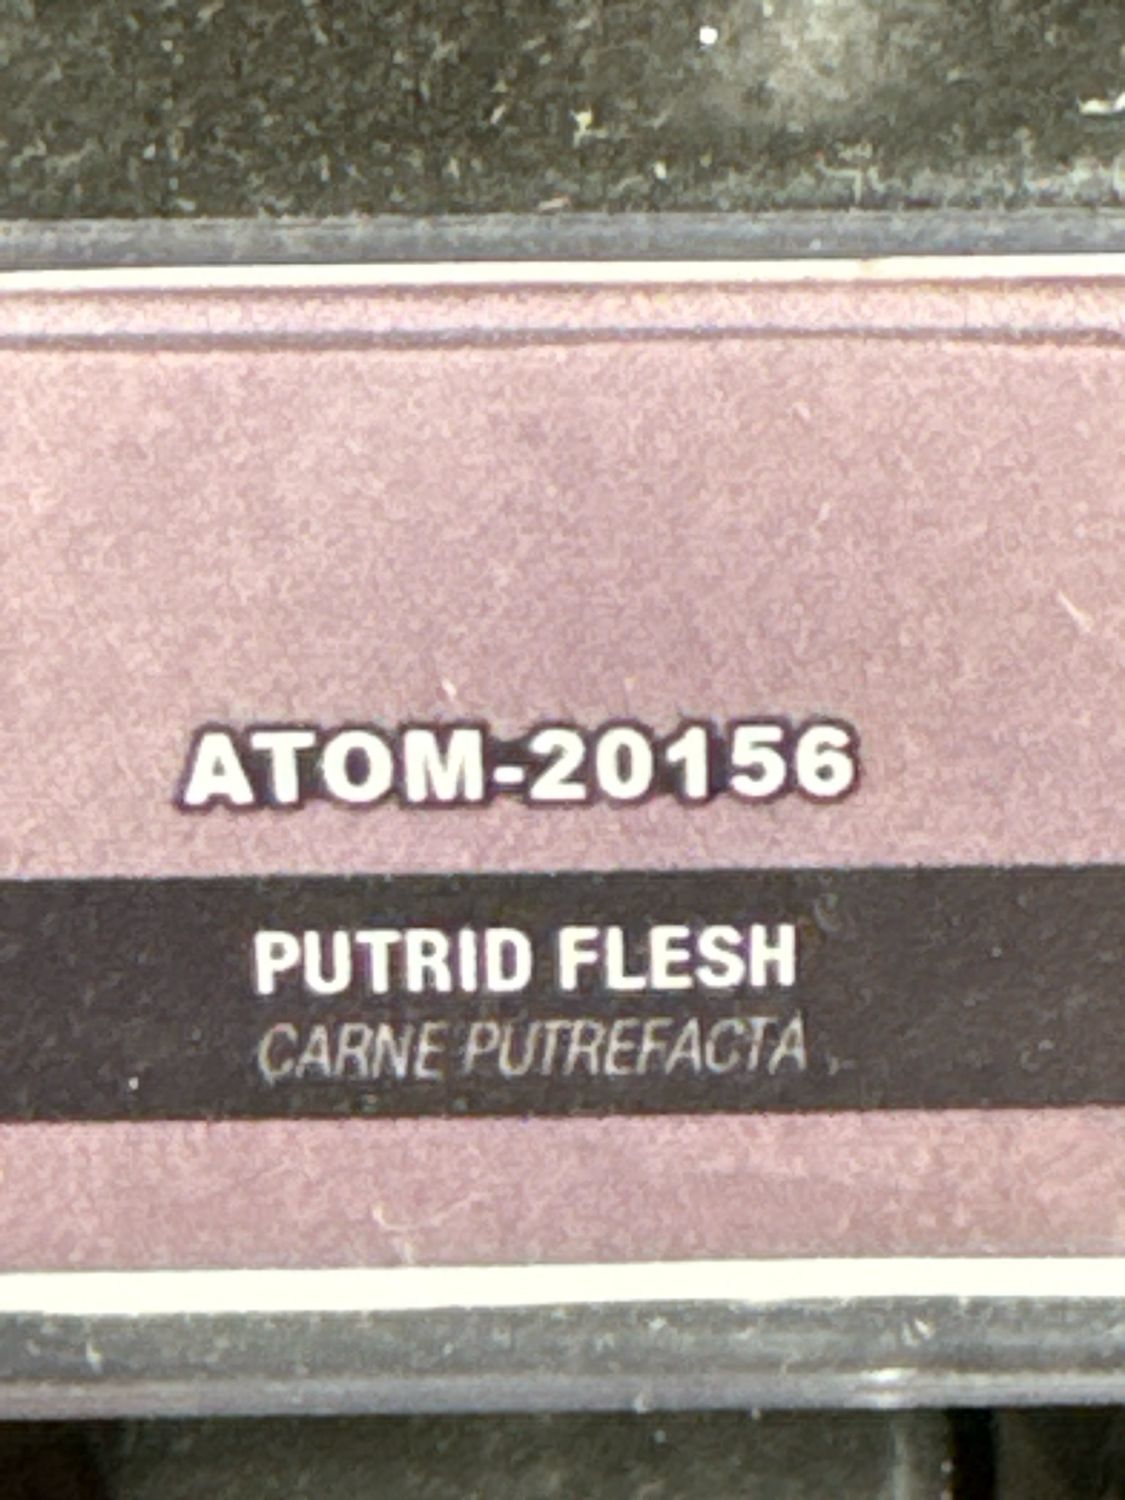 ATOM-20156
PUTRID FLESH
CARNE PUTREFACTA